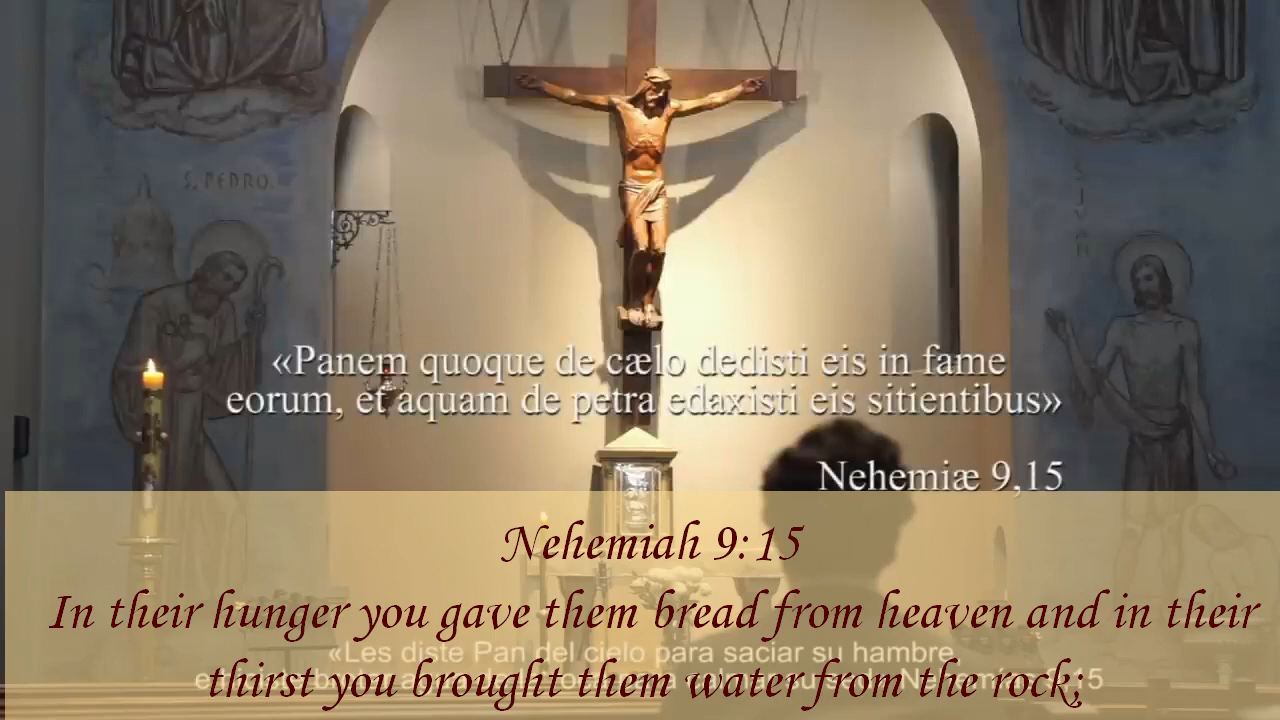 S. PEDRO.
«Panem quoque de cælo dedisti eis in fame
eorum, et aquam de petra edaxisti eis sitientibus»
Nehemiæ 9,15
Nehemiah 9:15
In their hunger you gave them bread from heaven and in their
«Les diste Pan del cielo para saciar su hambre
thirst you brought them water from the rock;